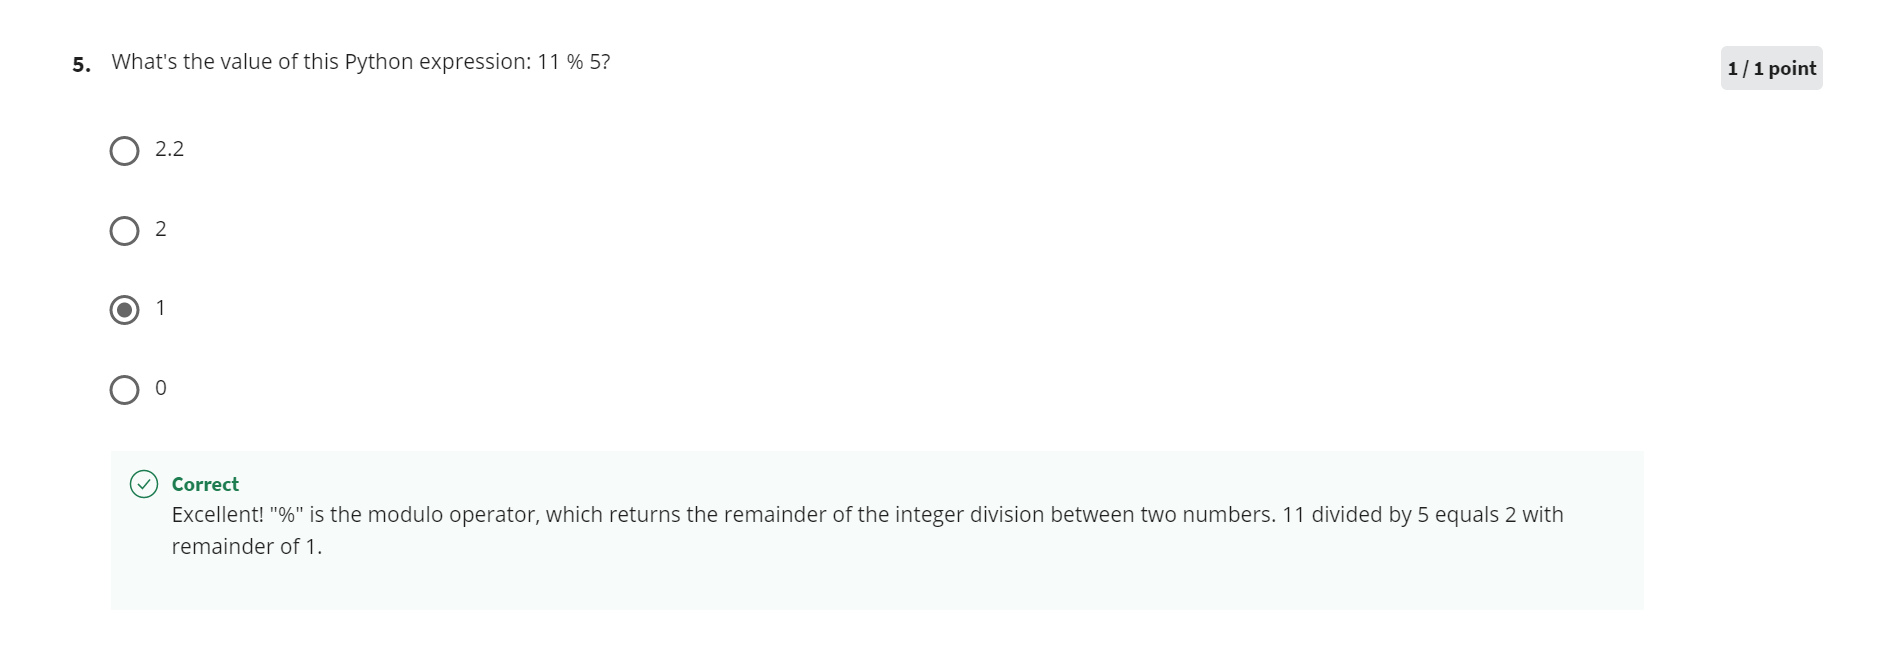 5. What's the value of this Python expression: 11 % 5?
1 / 1 point
2.2
2
1
0
Correct
Excellent! "%" is the modulo operator, which returns the remainder of the integer division between two numbers. 11 divided by 5 equals 2 with
remainder of 1.